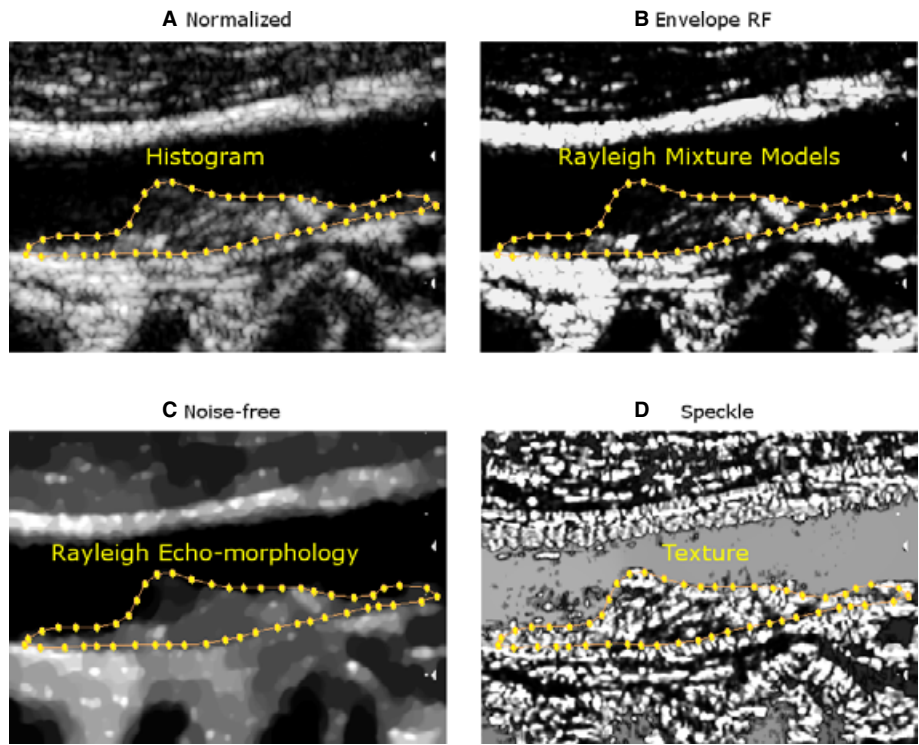 A Normalized
B Envelope RF
Histogram
Rayleigh Mixture Models
C Noise-free
D Speckle
Rayleigh Echo-morphology
Texture